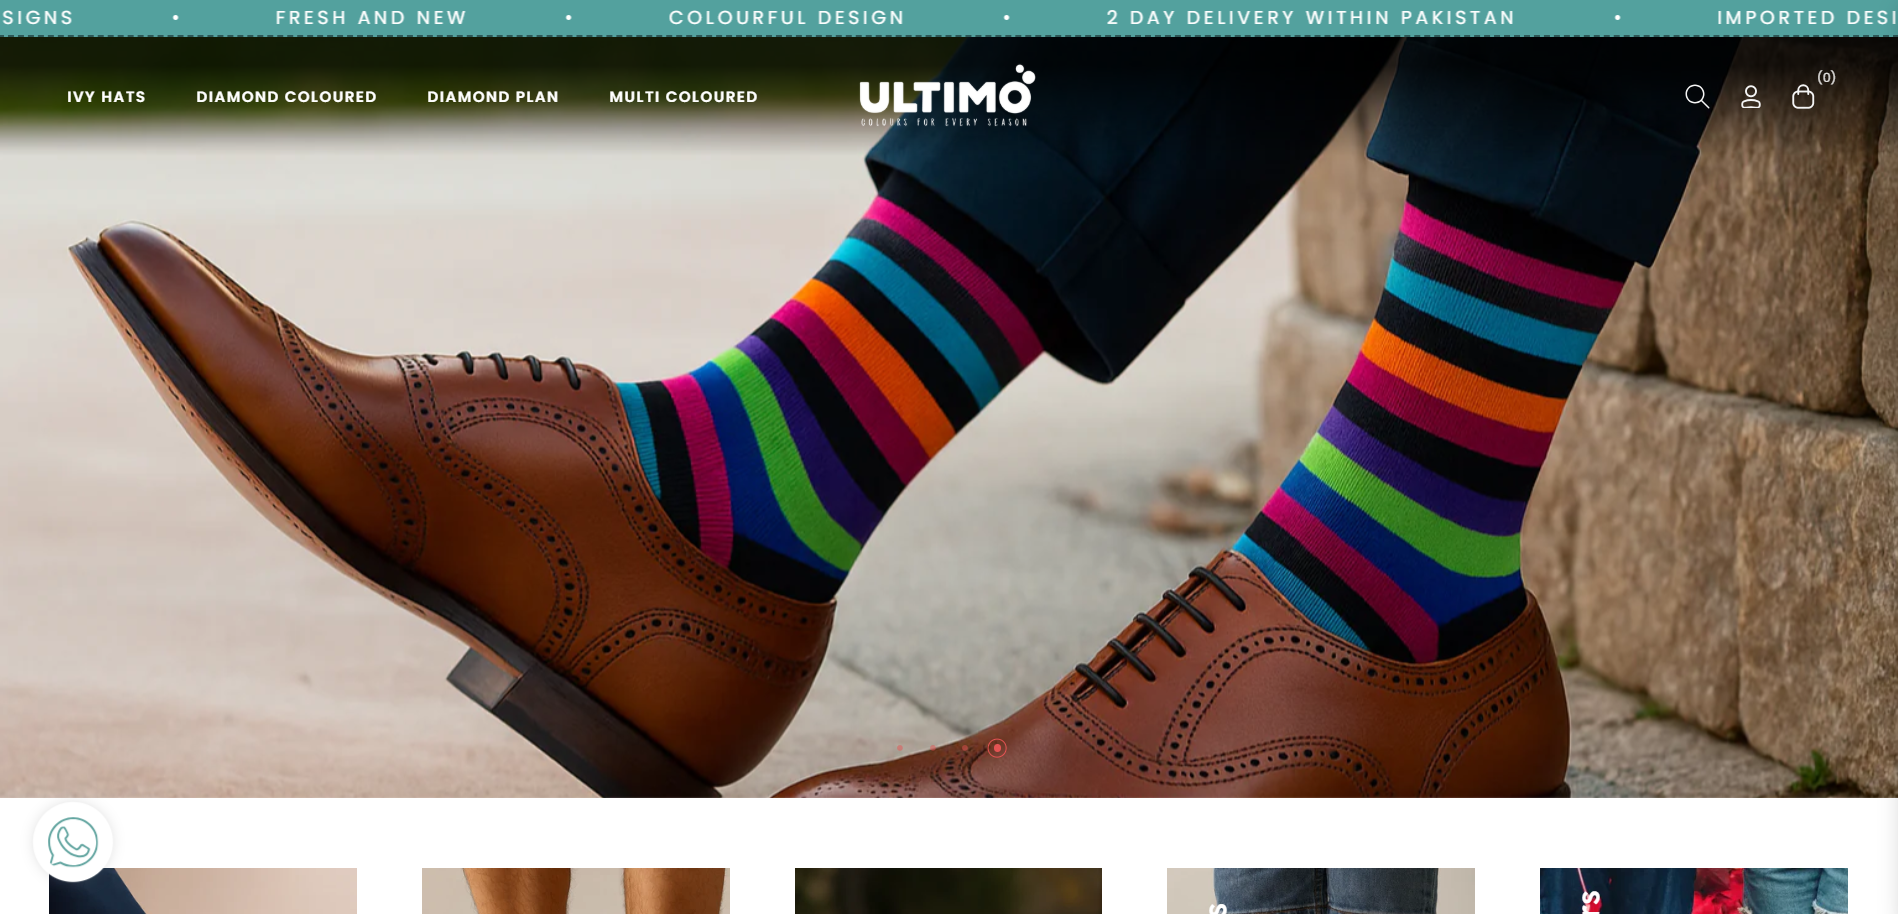 SIGNS • FRESH AND NEW • COLOURFUL DESIGN • 2 DAY DELIVERY WITHIN PAKISTAN • IMPORTED DESI
IVY HATS DIAMOND COLOURED DIAMOND PLAN MULTI COLOURED
ULTIMO
COLOURS FOR EVERY SEASON
(0)